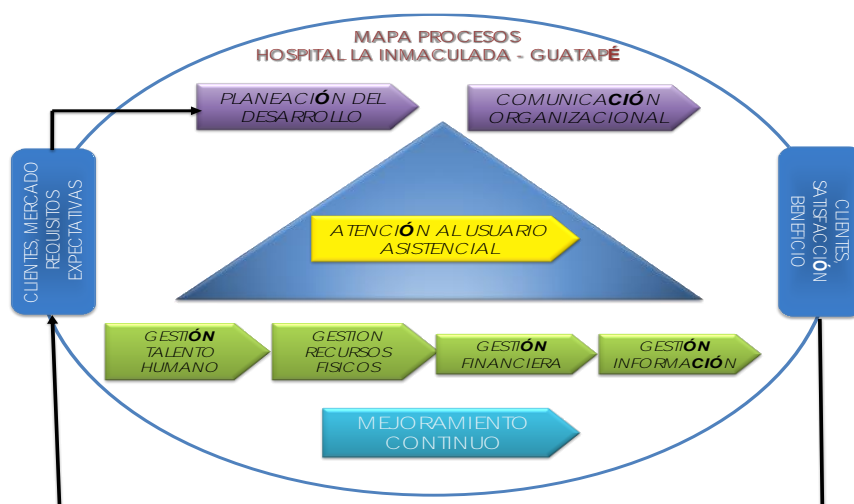 MAPA PROCESOS
HOSPITAL LA INMACULADA - GUATAPÉ
PLANEACIÓN DEL
DESARROLLO
COMUNICACIÓN
ORGANIZACIONAL
CLIENTES, MERCADO
REQUISITOS
EXPECTATIVAS
ATENCIÓN AL USUARIO
ASISTENCIAL
CLIENTES,
SATISFACCIÓN
BENEFICIO
GESTIÓN
TALENTO
HUMANO
GESTION
RECURSOS
FISICOS
GESTIÓN
FINANCIERA
GESTIÓN
INFORMACIÓN
MEJORAMIENTO
CONTINUO